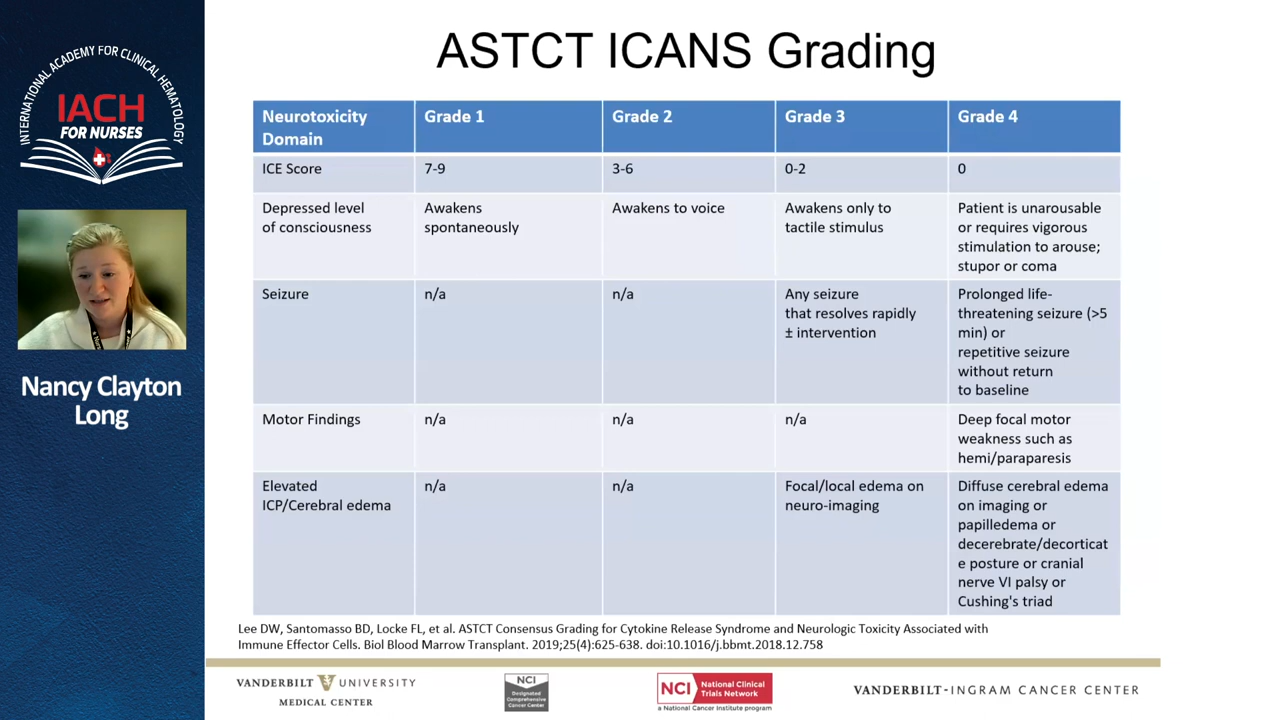 ASTCT ICANS Grading
INTERNATIONAL ACADEMY FOR CLINICAL HEMATOLOGY
IACH
FOR NURSES
Nancy Clayton
Long
Neurotoxicity
Domain
Grade 1
Grade 2
Grade 3
Grade 4
ICE Score
7-9
3-6
0-2
0
Depressed level
of consciousness
Awakens
spontaneously
Awakens to voice
Awakens only to
tactile stimulus
Patient is unarousable
or requires vigorous
stimulation to arouse;
stupor or coma
Seizure
n/a
n/a
Any seizure
that resolves rapidly
± intervention
Prolonged life-
threatening seizure (>5
min) or
repetitive seizure
without return
to baseline
Motor Findings
n/a
n/a
n/a
Deep focal motor
weakness such as
hemi/paraparesis
Elevated
ICP/Cerebral edema
n/a
n/a
Focal/local edema on
neuro-imaging
Diffuse cerebral edema
on imaging or
papilledema or
decerebrate/decorticat
e posture or cranial
nerve VI palsy or
Cushing's triad
Lee DW, Santomasso BD, Locke FL, et al. ASTCT Consensus Grading for Cytokine Release Syndrome and Neurologic Toxicity Associated with
Immune Effector Cells. Biol Blood Marrow Transplant. 2019;25(4):625-638. doi:10.1016/j.bbmt.2018.12.758
VANDERBILT V UNIVERSITY
MEDICAL CENTER
NCI
Designated
Comprehensive
Cancer Center
NCI
National Clinical
Trials Network
a National Cancer Institute program
VANDERBILT-INGRAM CANCER CENTER